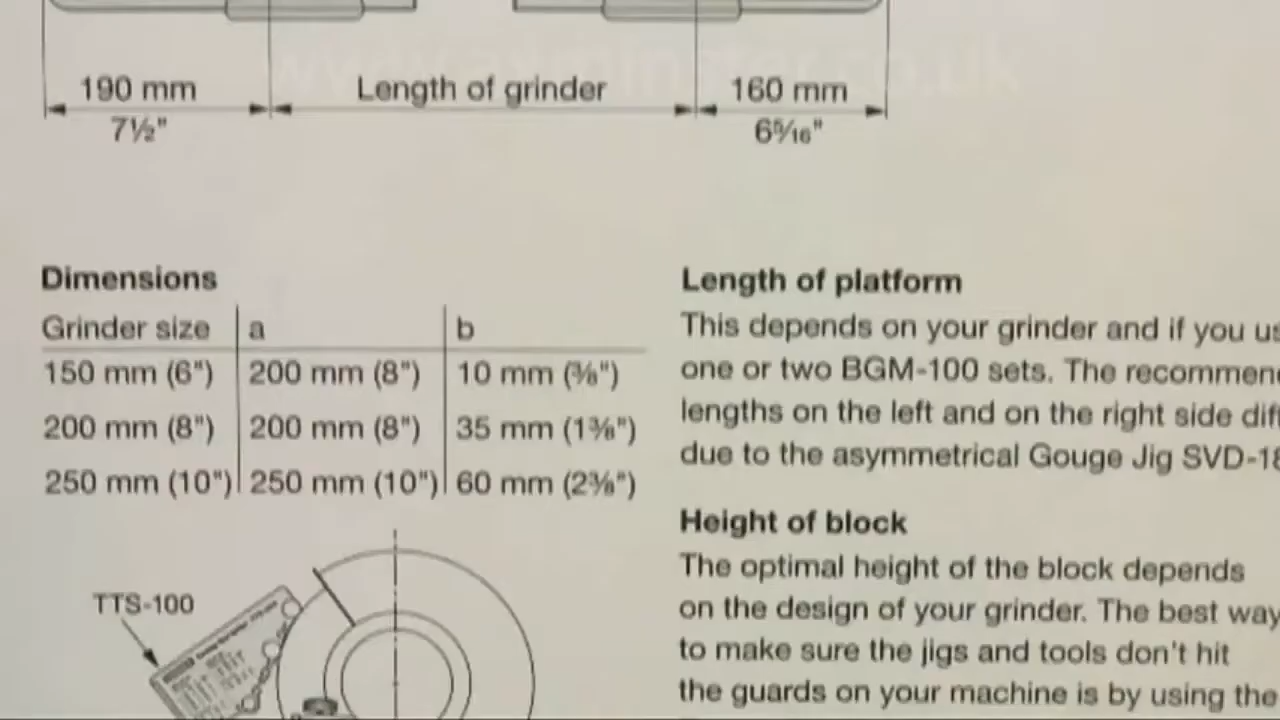 www.axminster.co.uk
190 mm
7½"
Length of grinder
160 mm
6⁵⁄₁₆"
Dimensions
Grinder size a b
150 mm (6") 200 mm (8") 10 mm (⅜")
200 mm (8") 200 mm (8") 35 mm (1⅜")
250 mm (10") 250 mm (10") 60 mm (2⅜")
TTS-100
Length of platform
This depends on your grinder and if you us
one or two BGM-100 sets. The recommen
lengths on the left and on the right side diff
due to the asymmetrical Gouge Jig SVD-18
Height of block
The optimal height of the block depends
on the design of your grinder. The best way
to make sure the jigs and tools don't hit
the guards on your machine is by using the